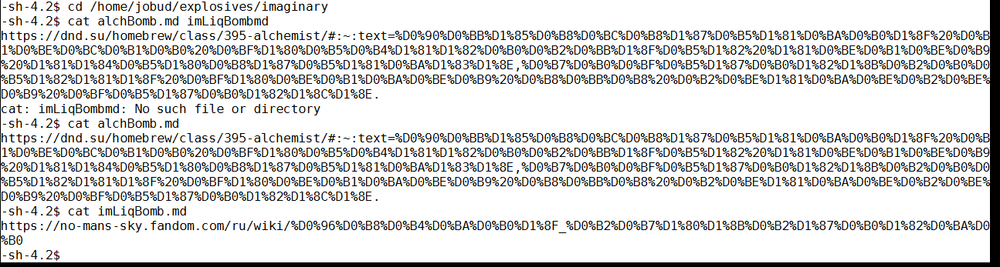 -sh-4.2$ cd /home/jobud/explosives/imaginary
-sh-4.2$ cat alchBomb.md imLiqBombmd
https://dnd.su/homebrew/class/395-alchemist/#:~:text=%D0%90%D0%BB%D1%85%D0%B8%D0%BC%D0%B8%D1%87%D0%B5%D1%81%D0%BA%D0%B0%D1%8F%20%D0%B
1%D0%BE%D0%BC%D0%B1%D0%B0%20%D0%BF%D1%80%D0%B5%D0%B4%D1%81%D1%82%D0%B0%D0%B2%D0%BB%D1%8F%D0%B5%D1%82%20%D1%81%D0%BE%D0%B1%D0%BE%D0%B9
%20%D1%81%D1%84%D0%B5%D1%80%D0%B8%D1%87%D0%B5%D1%81%D0%BA%D1%83%D1%8E,%D0%B7%D0%B0%D0%BF%D0%B5%D1%87%D0%B0%D1%82%D1%8B%D0%B2%D0%B0%D0
%B5%D1%82%D1%81%D1%8F%20%D0%BF%D1%80%D0%BE%D0%B1%D0%BA%D0%BE%D0%B9%20%D0%B8%D0%BB%D0%B8%20%D0%B2%D0%BE%D1%81%D0%BA%D0%BE%D0%B2%D0%BE%
D0%B9%20%D0%BF%D0%B5%D1%87%D0%B0%D1%82%D1%8C%D1%8E.
cat: imLiqBombmd: No such file or directory
-sh-4.2$ cat alchBomb.md
https://dnd.su/homebrew/class/395-alchemist/#:~:text=%D0%90%D0%BB%D1%85%D0%B8%D0%BC%D0%B8%D1%87%D0%B5%D1%81%D0%BA%D0%B0%D1%8F%20%D0%B
1%D0%BE%D0%BC%D0%B1%D0%B0%20%D0%BF%D1%80%D0%B5%D0%B4%D1%81%D1%82%D0%B0%D0%B2%D0%BB%D1%8F%D0%B5%D1%82%20%D1%81%D0%BE%D0%B1%D0%BE%D0%B9
%20%D1%81%D1%84%D0%B5%D1%80%D0%B8%D1%87%D0%B5%D1%81%D0%BA%D1%83%D1%8E,%D0%B7%D0%B0%D0%BF%D0%B5%D1%87%D0%B0%D1%82%D1%8B%D0%B2%D0%B0%D0
%B5%D1%82%D1%81%D1%8F%20%D0%BF%D1%80%D0%BE%D0%B1%D0%BA%D0%BE%D0%B9%20%D0%B8%D0%BB%D0%B8%20%D0%B2%D0%BE%D1%81%D0%BA%D0%BE%D0%B2%D0%BE%
D0%B9%20%D0%BF%D0%B5%D1%87%D0%B0%D1%82%D1%8C%D1%8E.
-sh-4.2$ cat imLiqBomb.md
https://no-mans-sky.fandom.com/ru/wiki/%D0%96%D0%B8%D0%B4%D0%BA%D0%B0%D1%8F_%D0%B2%D0%B7%D1%80%D1%8B%D0%B2%D1%87%D0%B0%D1%82%D0%BA%D0
%B0
-sh-4.2$